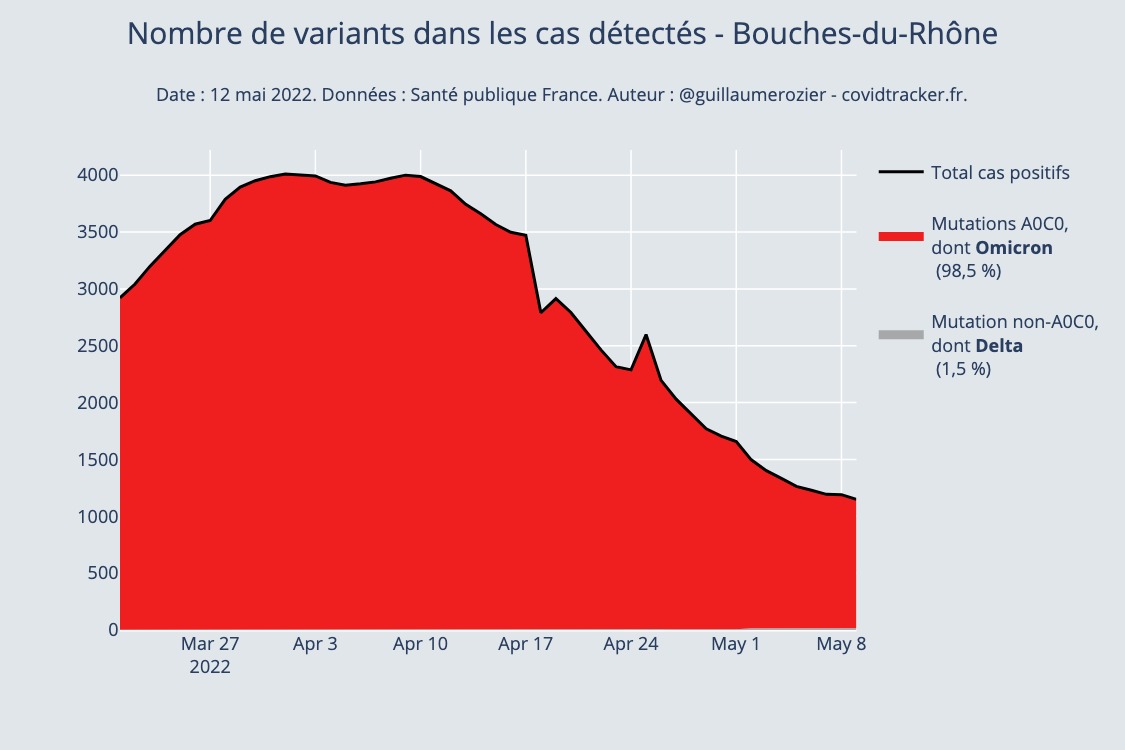 Nombre de variants dans les cas détectés - Bouches-du-Rhône
Date : 12 mai 2022. Données : Santé publique France. Auteur : @guillaumerozier - covidtracker.fr.
4000
3500
3000
2500
2000
1500
1000
500
0
Mar 27
2022
Apr 3
Apr 10
Apr 17
Apr 24
May 1
May 8
Total cas positifs
Mutations A0C0,
dont Omicron
(98,5 %)
Mutation non-A0C0,
dont Delta
(1,5 %)